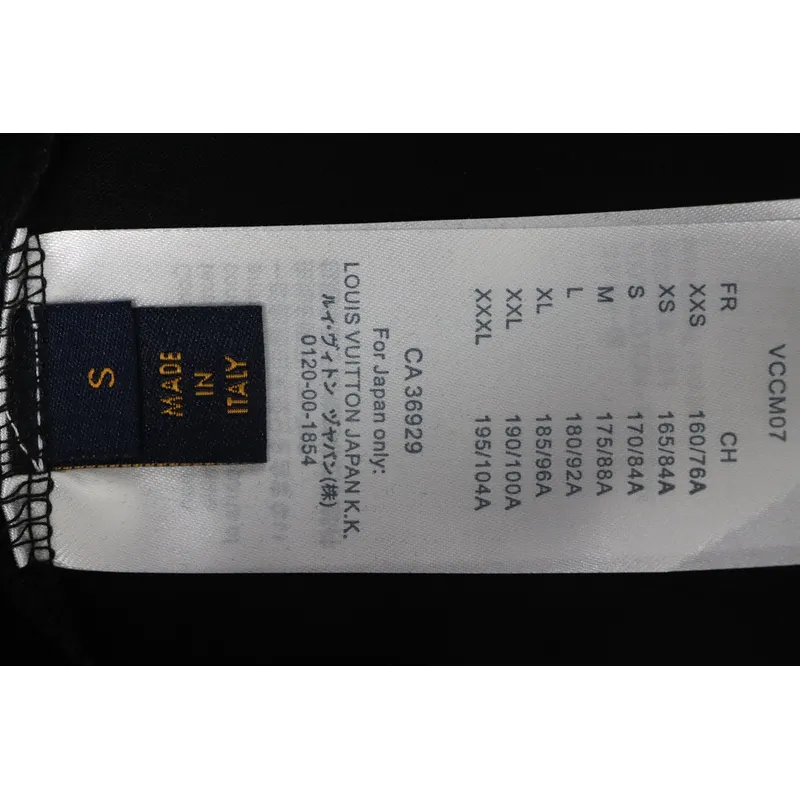 VCCM07
FR CH
XXS 160/76A
XS 165/84A
S 170/84A
M 175/88A
L 180/92A
XL 185/96A
XXL 190/100A
XXXL 195/104A
CA 36929
For Japan only:
LOUIS VUITTON JAPAN K.K.
ルイ・ヴィトン ジャパン(株)
0120-00-1854
S
MADE
IN
ITALY